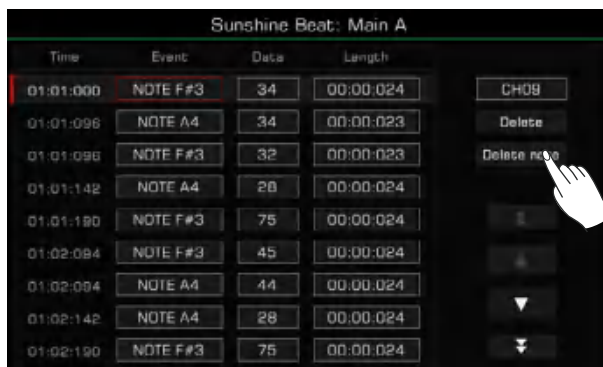 Sunshine Beat: Main A
Time Event Data Length
01:01:000 NOTE F#3 34 00:00:024 CH09
01:01:096 NOTE A4 34 00:00:023 Delete
01:01:096 NOTE F#3 32 00:00:023 Delete note
01:01:142 NOTE A4 28 00:00:024
01:01:190 NOTE F#3 75 00:00:024
01:02:094 NOTE F#3 45 00:00:024
01:02:094 NOTE A4 44 00:00:024
01:02:142 NOTE A4 28 00:00:024
01:02:190 NOTE F#3 75 00:00:024